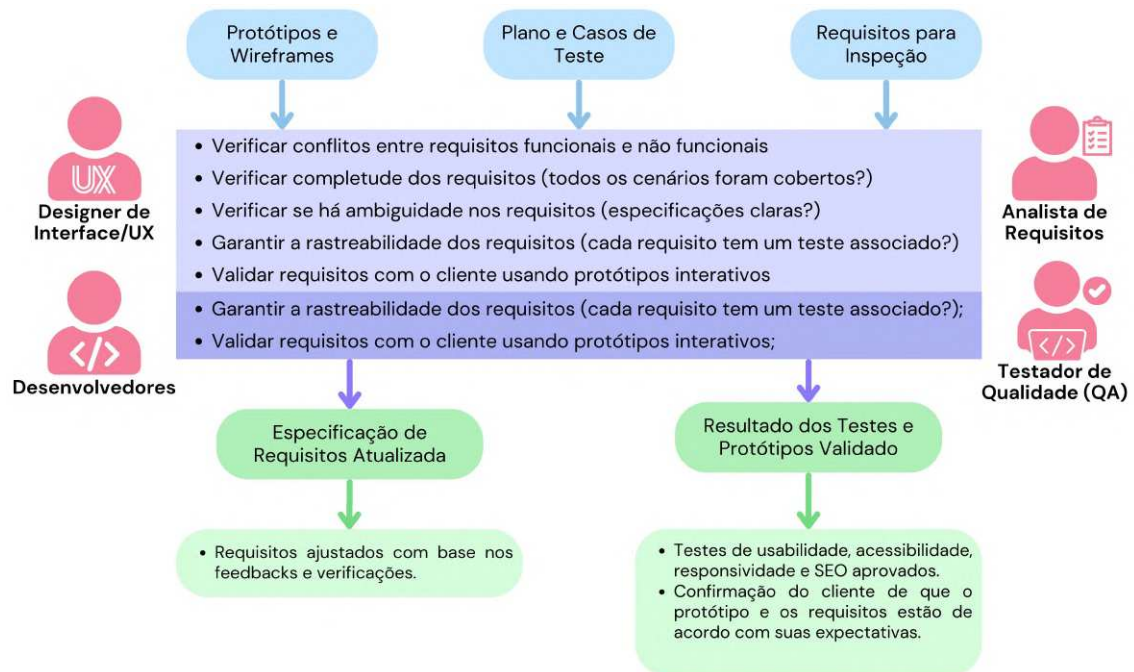 Protótipos e
Wireframes
Plano e Casos de
Teste
Requisitos para
Inspeção
UX
Designer de
Interface/UX
</>
Desenvolvedores
• Verificar conflitos entre requisitos funcionais e não funcionais
• Verificar completude dos requisitos (todos os cenários foram cobertos?)
• Verificar se há ambiguidade nos requisitos (especificações claras?)
• Garantir a rastreabilidade dos requisitos (cada requisito tem um teste associado?)
• Validar requisitos com o cliente usando protótipos interativos
• Garantir a rastreabilidade dos requisitos (cada requisito tem um teste associado?);
• Validar requisitos com o cliente usando protótipos interativos;
Analista de
Requisitos
</>
Testador de
Qualidade (QA)
Especificação de
Requisitos Atualizada
Resultado dos Testes e
Protótipos Validado
• Requisitos ajustados com base nos
feedbacks e verificações.
• Testes de usabilidade, acessibilidade,
responsividade e SEO aprovados.
• Confirmação do cliente de que o
protótipo e os requisitos estão de
acordo com suas expectativas.